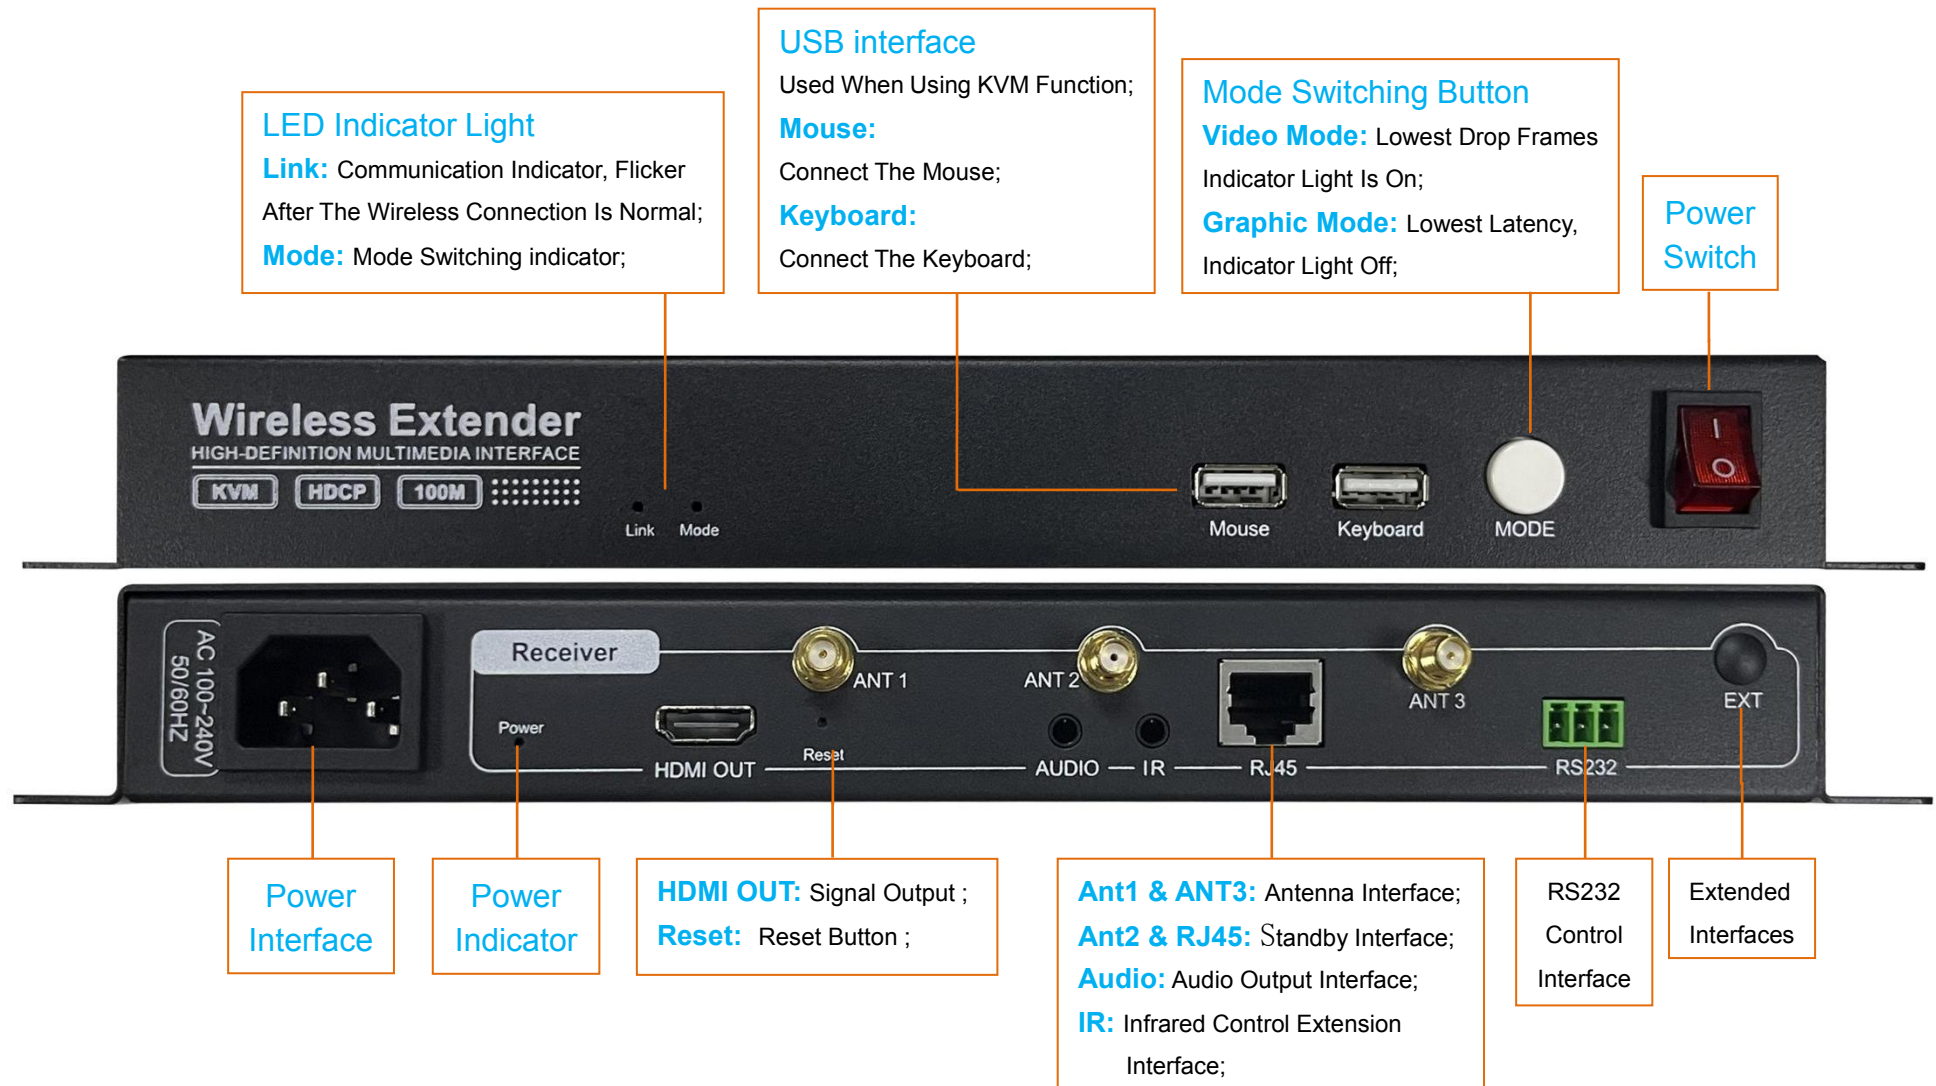 USB interface
Used When Using KVM Function;
Mouse:
Connect The Mouse;
Keyboard:
Connect The Keyboard;
LED Indicator Light
Link: Communication Indicator, Flicker
After The Wireless Connection Is Normal;
Mode: Mode Switching indicator;
Mode Switching Button
Video Mode: Lowest Drop Frames
Indicator Light Is On;
Graphic Mode: Lowest Latency,
Indicator Light Off;
Power
Switch
Wireless Extender
HIGH-DEFINITION MULTIMEDIA INTERFACE
KVM HDCP 100M
Link Mode
Mouse Keyboard MODE
AC 100~240V
50/60HZ
Receiver
ANT 1
ANT 2
ANT 3
EXT
Power
Reset
HDMI OUT
AUDIO IR RJ45 RS232
Power
Interface
Power
Indicator
HDMI OUT: Signal Output ;
Reset: Reset Button ;
Ant1 & ANT3: Antenna Interface;
Ant2 & RJ45: Standby Interface;
Audio: Audio Output Interface;
IR: Infrared Control Extension
Interface;
RS232
Control
Interface
Extended
Interfaces